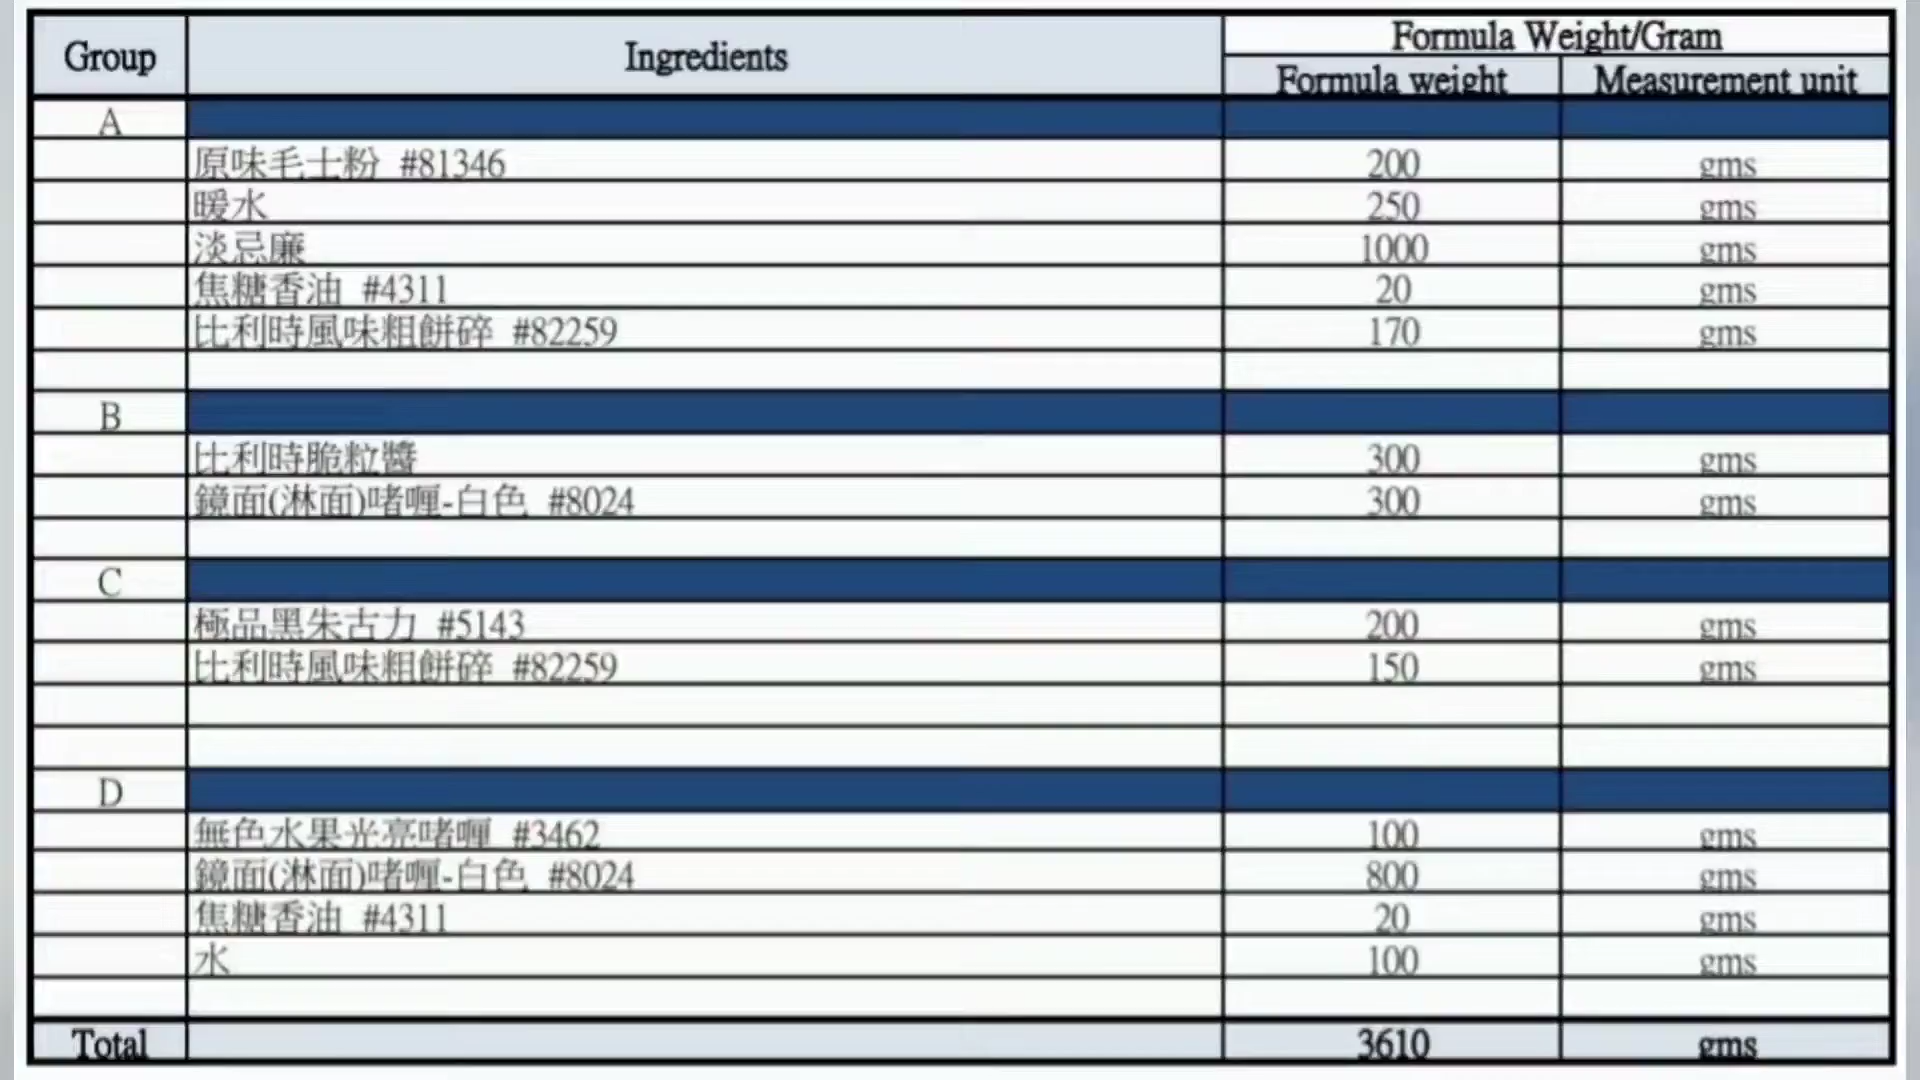 Group Ingredients Formula Weight/Gram
Formula weight Measurement unit
A
原味毛士粉 #81346 200 gms
暖水 250 gms
淡忌廉 1000 gms
焦糖香油 #4311 20 gms
比利時風味粗餅碎 #82259 170 gms
B
比利時脆粒醬 300 gms
鏡面(淋面)啫喱-白色 #8024 300 gms
C
極品黑朱古力 #5143 200 gms
比利時風味粗餅碎 #82259 150 gms
D
無色水果光亮啫喱 #3462 100 gms
鏡面(淋面)啫喱-白色 #8024 800 gms
焦糖香油 #4311 20 gms
水 100 gms
Total 3610 gms